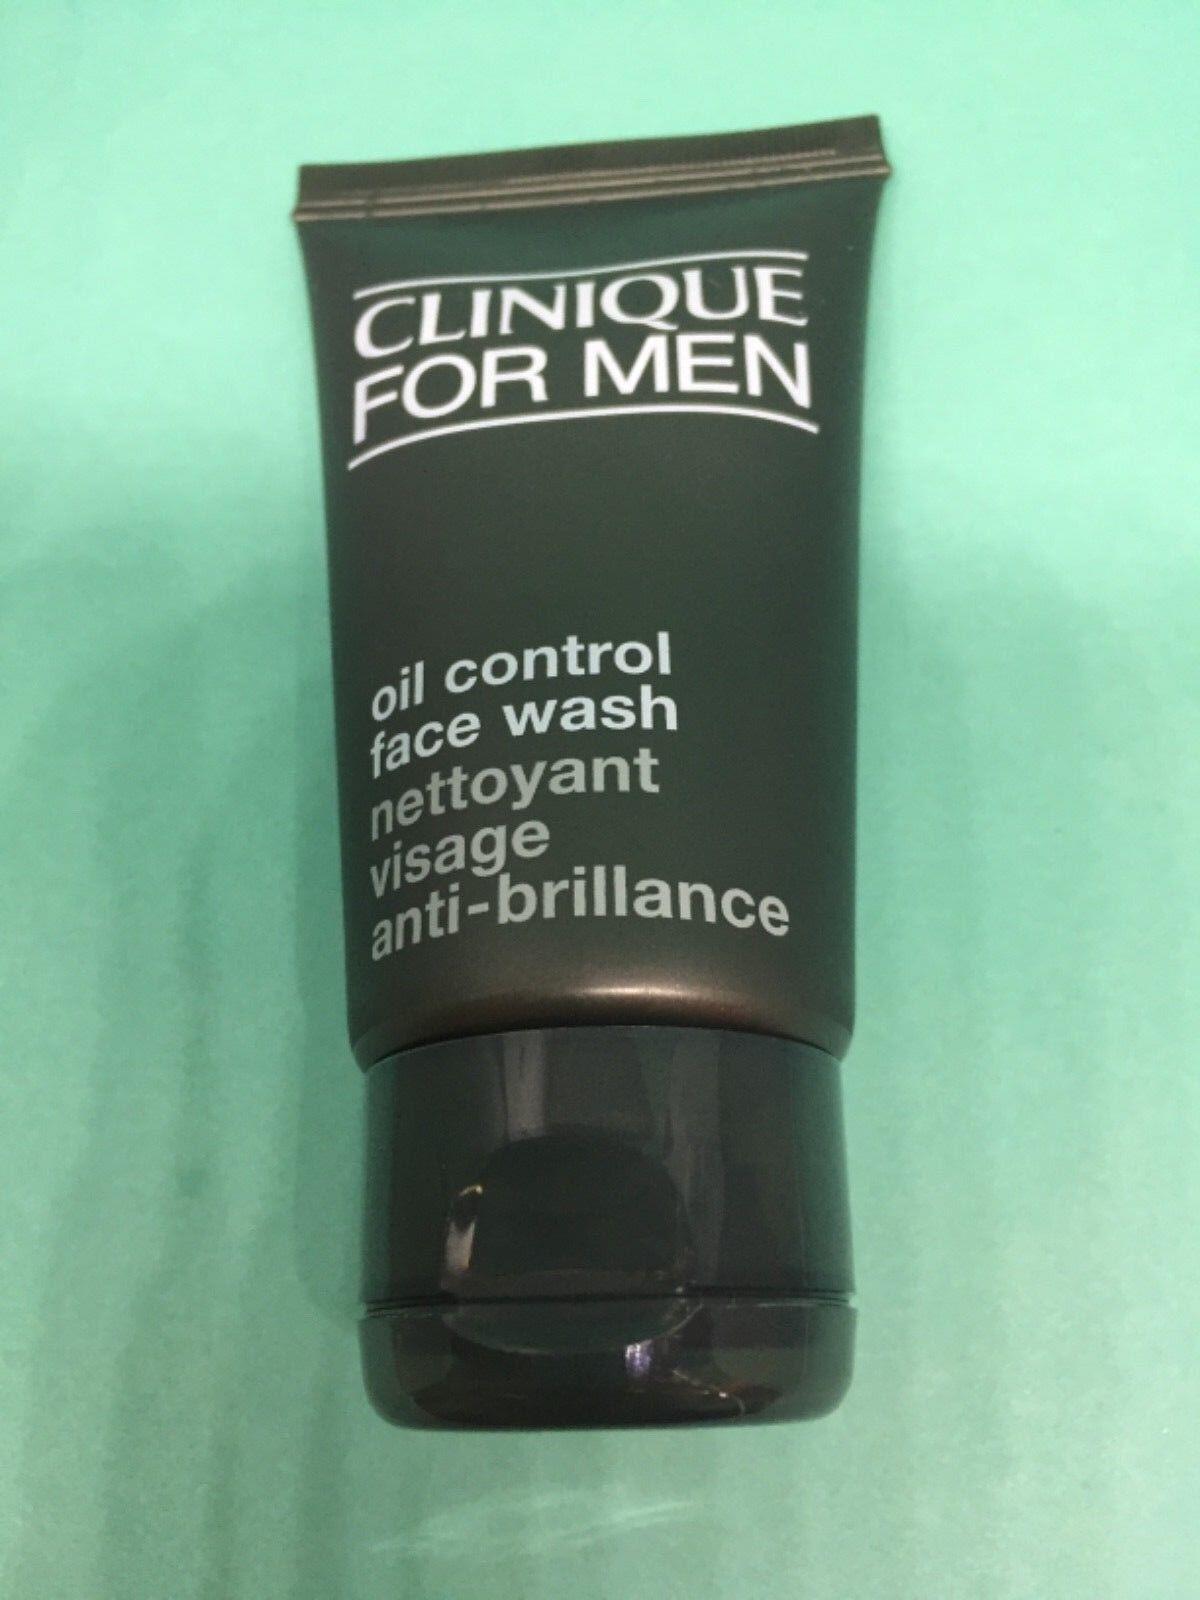 CLINIQUE
FOR MEN
oil control
face wash
nettoyant
visage
anti-brillance